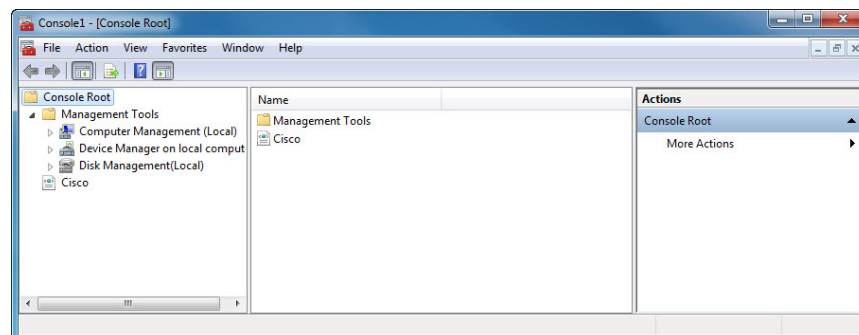 Console1 - [Console Root]
File Action View Favorites Window Help
Console Root
Management Tools
Computer Management (Local)
Device Manager on local comput
Disk Management(Local)
Cisco
Name
Management Tools
Cisco
Actions
Console Root
More Actions